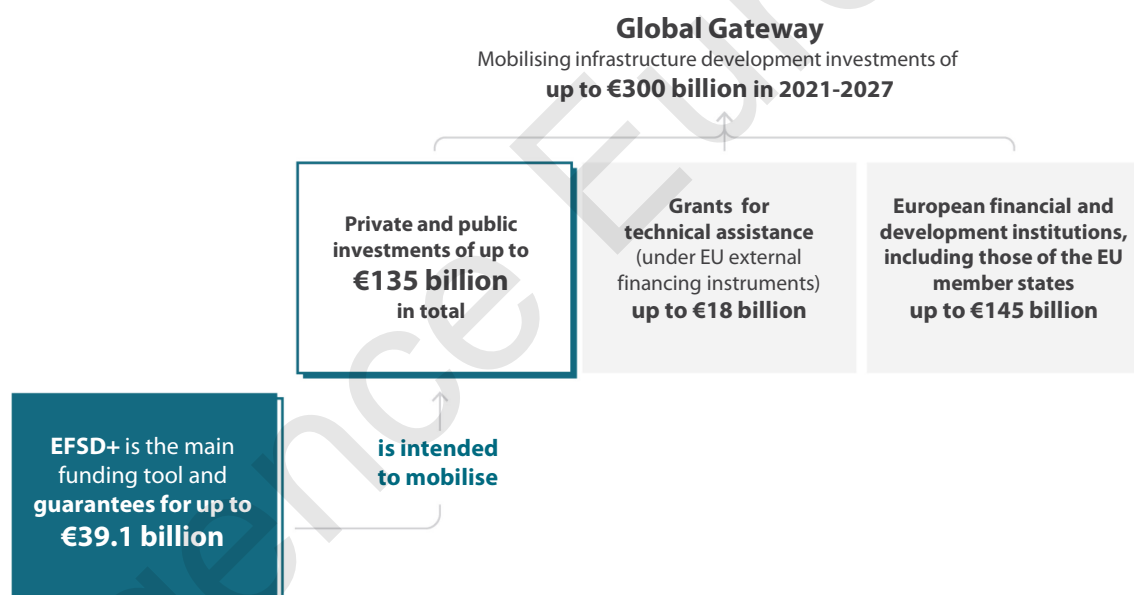 Global Gateway
Mobilising infrastructure development investments of
up to €300 billion in 2021-2027
Private and public
investments of up to
€135 billion
in total
Grants for
technical assistance
(under EU external
financing instruments)
up to €18 billion
European financial and
development institutions,
including those of the EU
member states
up to €145 billion
EFSD+ is the main
funding tool and
guarantees for up to
€39.1 billion
is intended
to mobilise